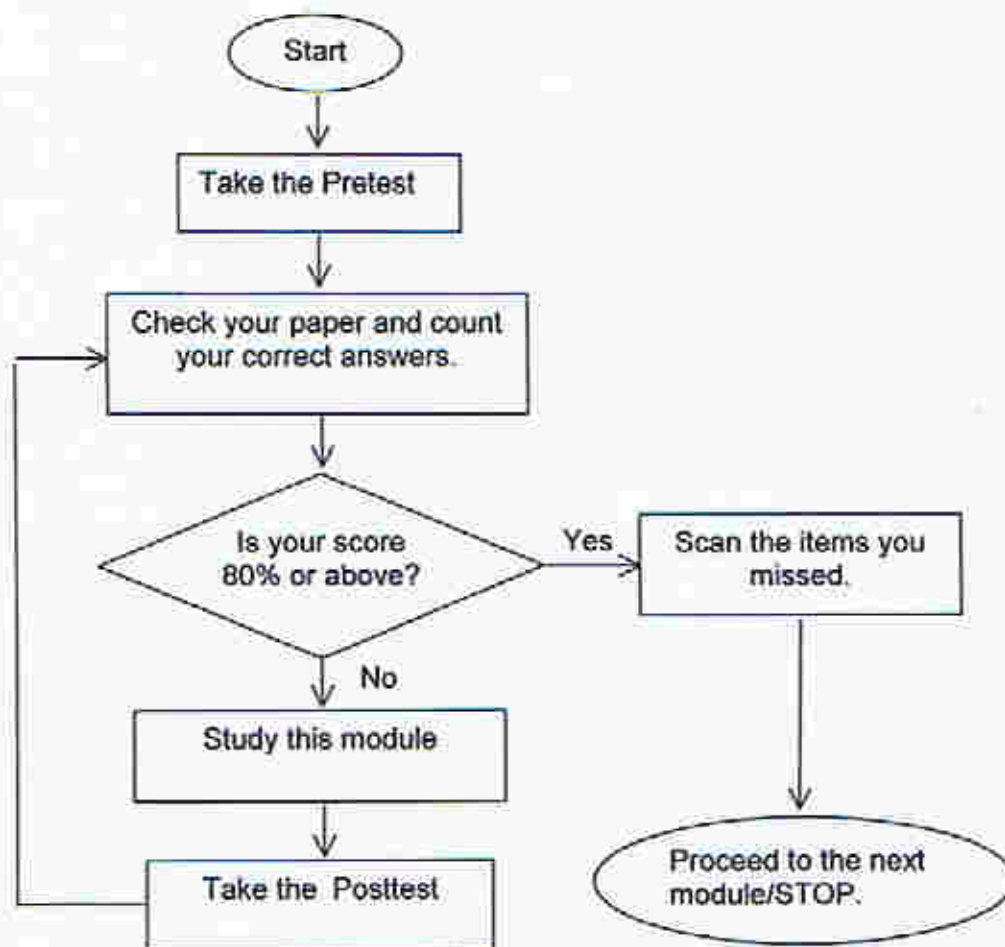 Start
Take the Pretest
Check your paper and count
your correct answers.
Is your score
80% or above?
Yes
Scan the items you
missed.
No
Study this module
Take the Posttest
Proceed to the next
module/STOP.